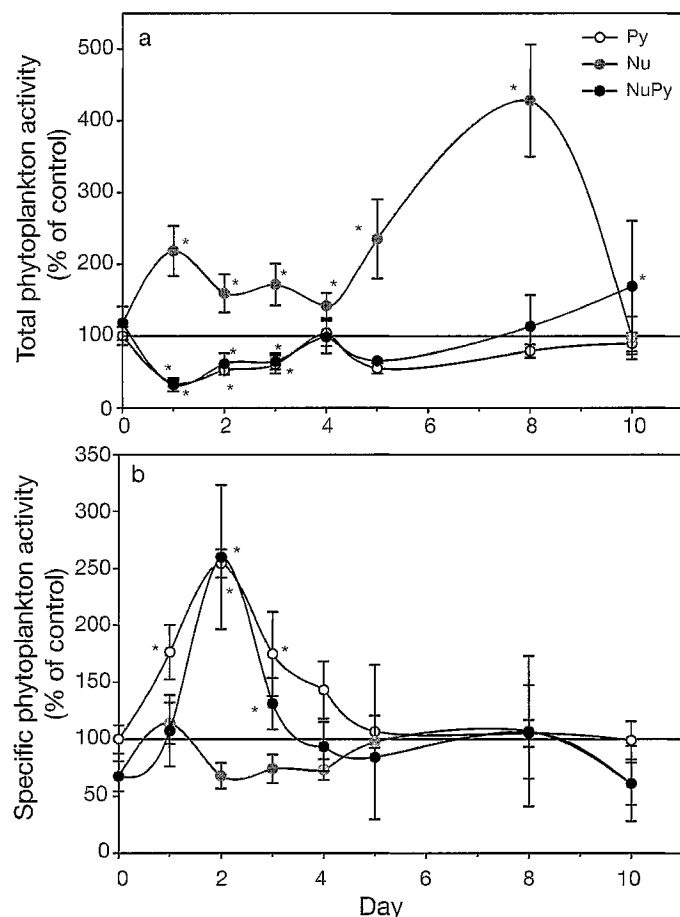 a
Py
Nu
NuPy
Total phytoplankton activity
(% of control)
500
400
300
200
100
0
* * * * * * *
* * * * * * *
0 2 4 6 8 10
b
Specific phytoplankton activity
(% of control)
350
300
250
200
150
100
50
0
* * * * *
0 2 4 6 8 10
Day